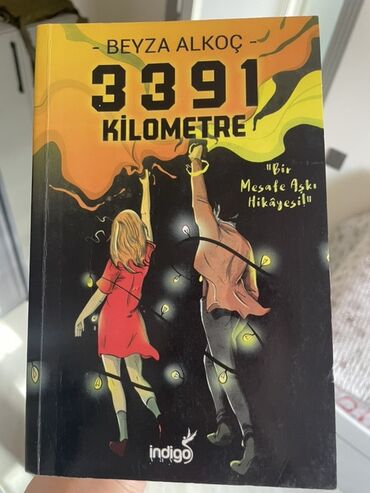 - BEYZA ALKOÇ -
3391
KİLOMETRE
"Bir
Mesafe Aşkı
Hikâyesi!"
indigo